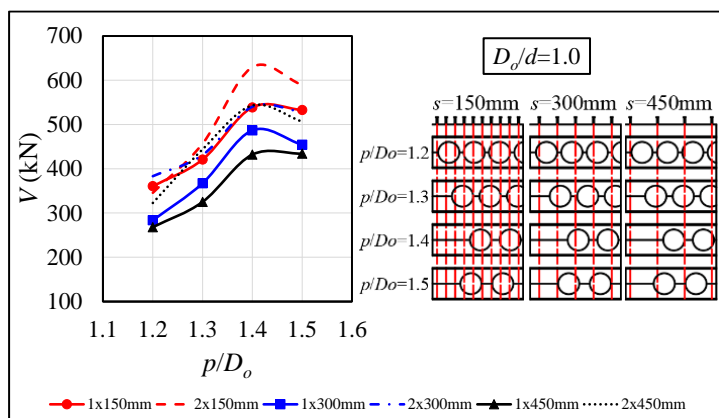 700
600
500
400
300
200
100
V (kN)
1.1 1.2 1.3 1.4 1.5 1.6
p/Do
Do/d=1.0
s=150mm s=300mm s=450mm
p/Do=1.2
p/Do=1.3
p/Do=1.4
p/Do=1.5
1x150mm 2x150mm 1x300mm 2x300mm 1x450mm 2x450mm